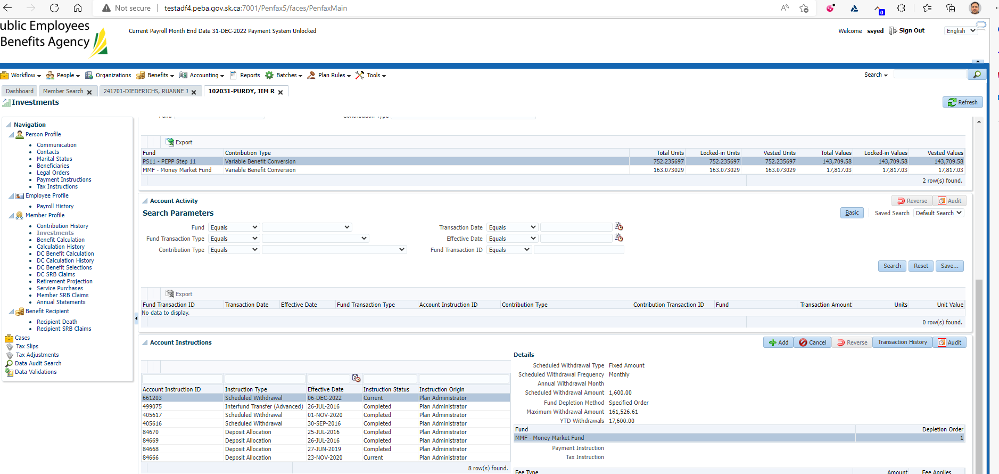 Not secure | testadf4.peba.gov.sk.ca:7001/Penfax5/faces/PenfaxMain
0
ublic Employees
Benefits Agency
Current Payroll Month End Date 31-DEC-2022 Payment System Unlocked
Welcome ssyed Sign Out English
Workflow People Organizations Benefits Accounting Reports Batches Plan Rules Tools Search
Dashboard Member Search 241701-DIEDERICHS, RUANNE J 102031-PURDY, JIM R
Investments Refresh
Navigation
Person Profile
Communication
Contacts
Marital Status
Beneficiaries
Legal Orders
Payment Instructions
Tax Instructions
Employee Profile
Payroll History
Member Profile
Contribution History
Investments
Benefit Calculation
Calculation History
DC Benefit Calculation
DC Calculation History
DC Benefit Selections
DC SRB Claims
Retirement Projection
Service Purchases
Member SRB Claims
Annual Statements
Benefit Recipient
Recipient Death
Recipient SRB Claims
Cases
Tax Slips
Tax Adjustments
Data Audit Search
Data Validations
Fund Contribution Type
Export
Fund Contribution Type Total Units Locked-in Units Vested Units Total Values Locked-in Values Vested Values
PS11 - PEPP Step 11 Variable Benefit Conversion 752.235697 752.235697 752.235697 143,709.58 143,709.58 143,709.58
MMF - Money Market Fund Variable Benefit Conversion 163.073029 163.073029 163.073029 17,817.03 17,817.03 17,817.03
2 row(s) found.
Account Activity Reverse Audit
Search Parameters Basic Saved Search Default Search
Fund Equals Transaction Date Equals
Fund Transaction Type Equals Effective Date Equals
Contribution Type Equals Fund Transaction ID Equals
Search Reset Save...
Export
Fund Transaction ID Transaction Date Effective Date Fund Transaction Type Account Instruction ID Contribution Type Contribution Transaction ID Fund Transaction Amount Units Unit Value
No data to display.
0 row(s) found.
Account Instructions Add Cancel Reverse Transaction History Audit
Account Instruction ID Instruction Type Effective Date Instruction Status Instruction Origin
661203 Scheduled Withdrawal 06-DEC-2022 Current Plan Administrator
499075 Interfund Transfer (Advanced) 26-JUL-2016 Completed Plan Administrator
405617 Scheduled Withdrawal 01-NOV-2020 Completed Plan Administrator
405616 Scheduled Withdrawal 30-SEP-2016 Completed Plan Administrator
84670 Deposit Allocation 25-JUL-2016 Completed Plan Administrator
84669 Deposit Allocation 26-JUL-2016 Completed Plan Administrator
84668 Deposit Allocation 27-JUN-2019 Completed Plan Administrator
84666 Deposit Allocation 23-NOV-2020 Current Plan Administrator
8 row(s) found.
Details
Scheduled Withdrawal Type Fixed Amount
Scheduled Withdrawal Frequency Monthly
Annual Withdrawal Month
Scheduled Withdrawal Amount 1,600.00
Fund Depletion Method Specified Order
Maximum Withdrawal Amount 161,526.61
YTD Withdrawals 17,600.00
Fund Depletion Order
MMF - Money Market Fund 1
Payment Instruction
Tax Instruction
Fee Type Amount Fee Applies